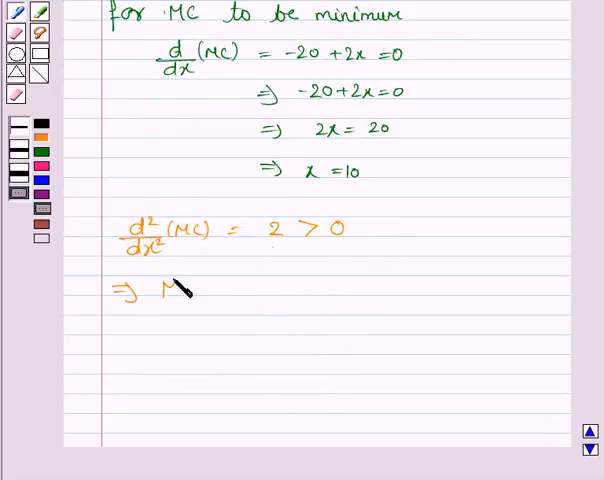 for MC to be minimum
d/dx (MC) = -20 + 2x = 0
⇒ -20 + 2x = 0
⇒ 2x = 20
⇒ x = 10
d²/dx² (MC) = 2 > 0
⇒ M